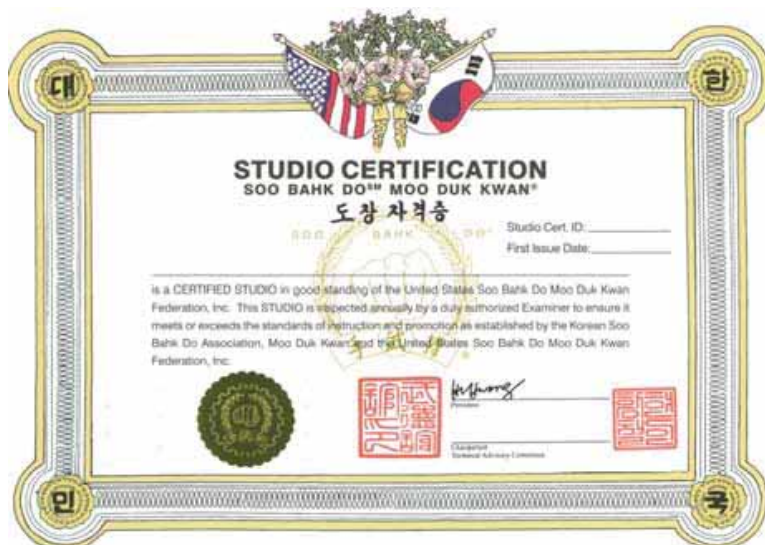 대 한
STUDIO CERTIFICATION
SOO BAHK DO℠ MOO DUK KWAN®
도장 자격증
SOO BAHK DO®
Studio Cert. ID:
First Issue Date:
is a CERTIFIED STUDIO in good standing of the United States Soo Bahk Do Moo Duk Kwan
Federation, Inc. This STUDIO is inspected annually by a duly authorized Examiner to ensure it
meets or exceeds the standards of instruction and promotion as established by the Korean Soo
Bahk Do Association, Moo Duk Kwan and the United States Soo Bahk Do Moo Duk Kwan
Federation, Inc.
President
Chairperson
Technical Advisory Committee
민 국